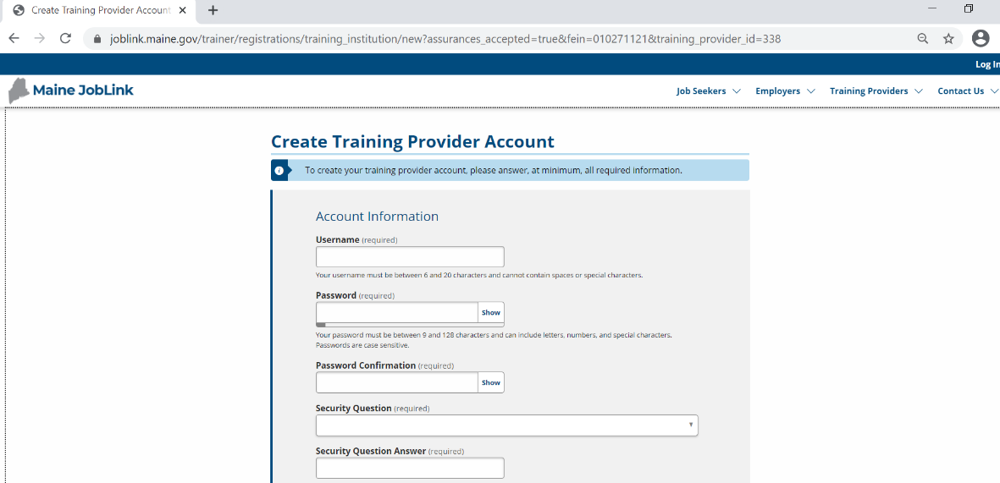 Create Training Provider Account
joblink.maine.gov/trainer/registrations/training_institution/new?assurances_accepted=true&fein=010271121&training_provider_id=338
Log In
Maine JobLink
Job Seekers Employers Training Providers Contact Us
Create Training Provider Account
To create your training provider account, please answer, at minimum, all required information.
Account Information
Username (required)
Your username must be between 6 and 20 characters and cannot contain spaces or special characters.
Password (required)
Show
Your password must be between 9 and 128 characters and can include letters, numbers, and special characters.
Passwords are case sensitive.
Password Confirmation (required)
Show
Security Question (required)
Security Question Answer (required)